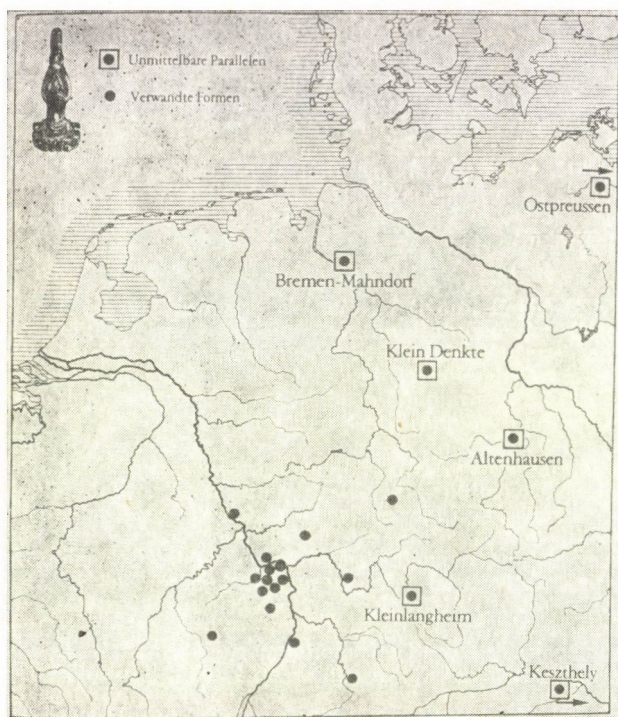 Unmittelbare Parallelen
Verwandte Formen
Ostpreussen
Bremen-Mahndorf
Klein Denkte
Altenhausen
Kleinlangheim
Keszthely